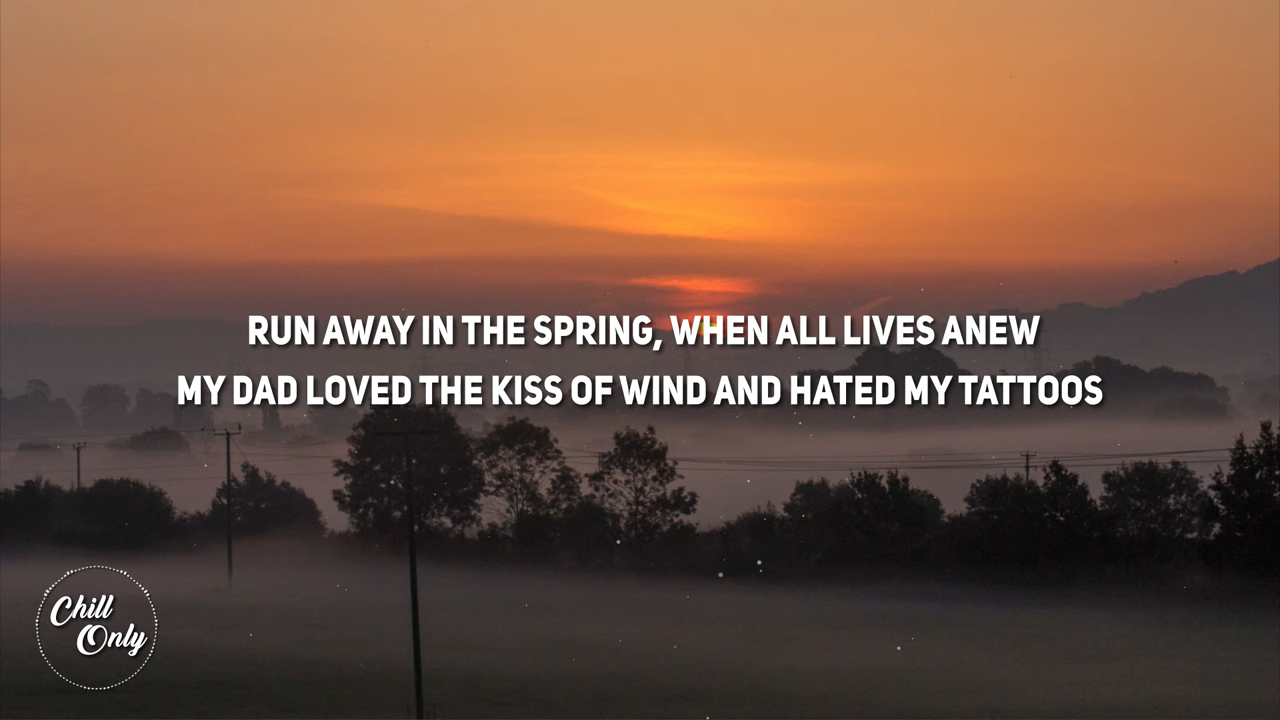 RUN AWAY IN THE SPRING, WHEN ALL LIVES ANEW
MY DAD LOVED THE KISS OF WIND AND HATED MY TATTOOS
Chill
Only